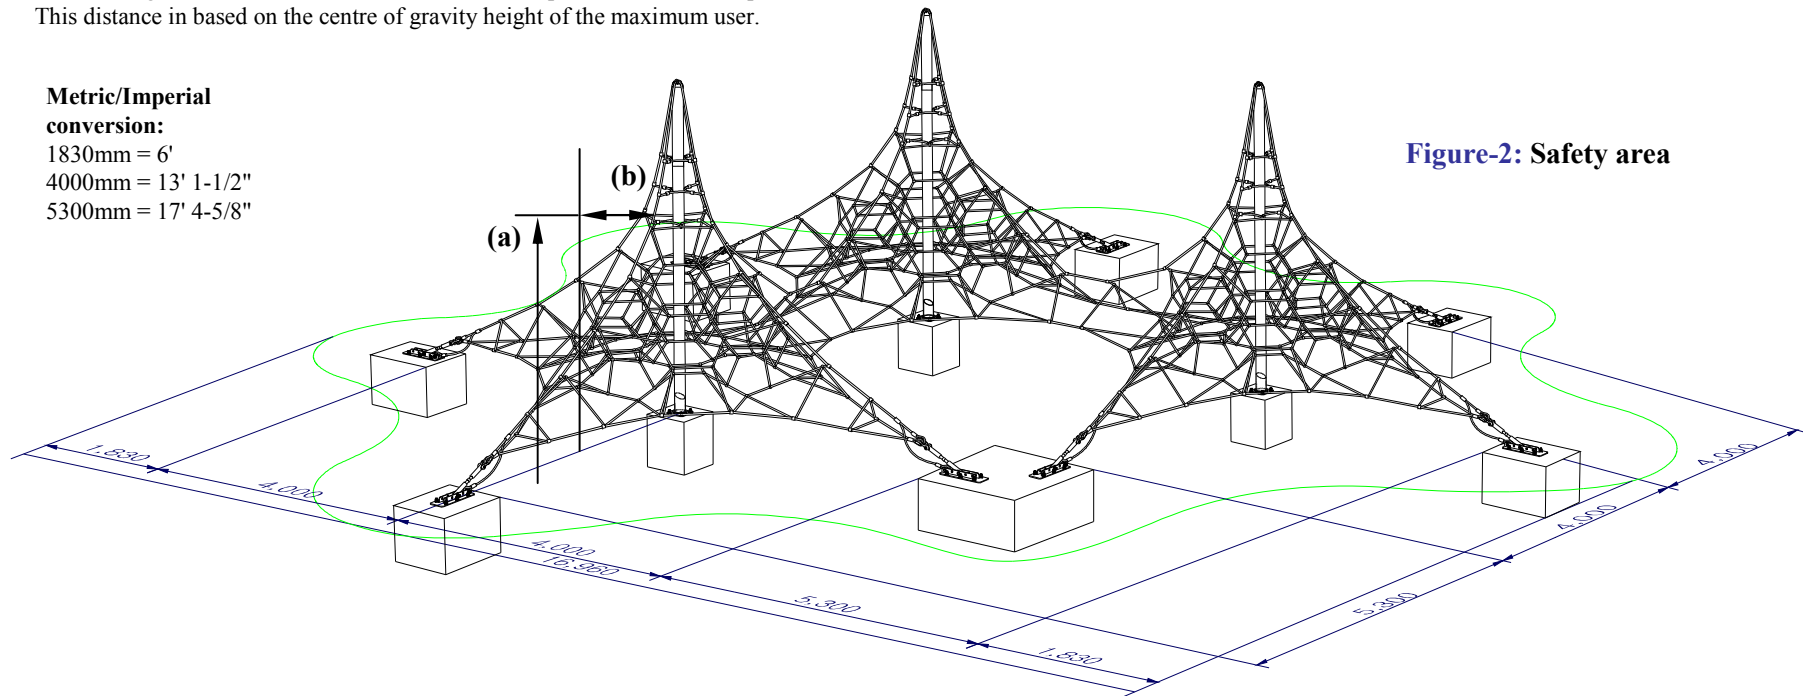 This distance in based on the centre of gravity height of the maximum user.
Metric/Imperial
conversion:
1830mm = 6'
4000mm = 13' 1-1/2"
5300mm = 17' 4-5/8"
(b)
(a)
Figure-2: Safety area
1.830
4.000
4.000
16.960
5.300
1.830
5.300
4.000
4.000